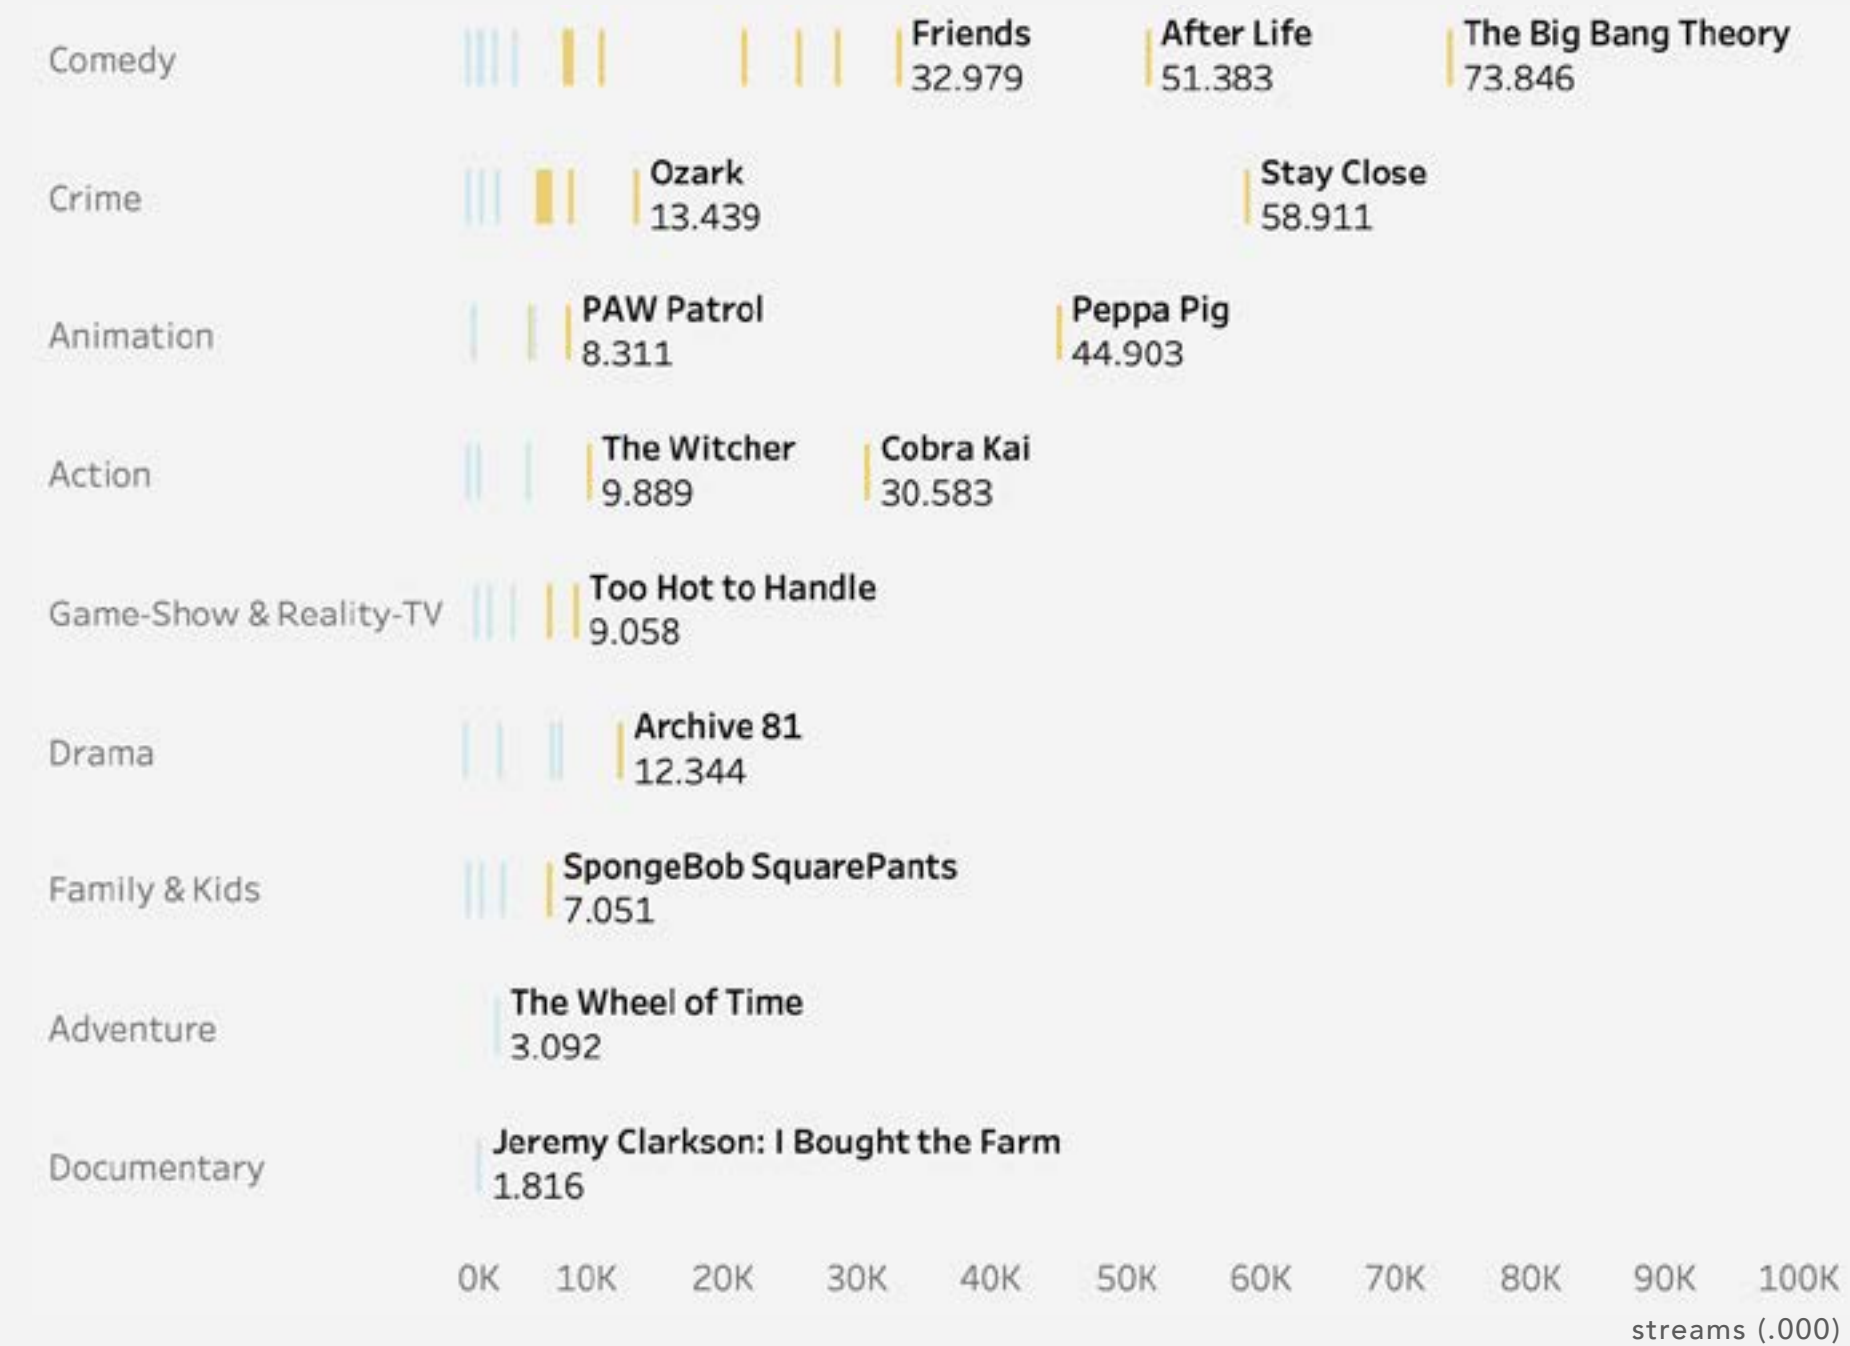 Comedy
Friends
32.979
After Life
51.383
The Big Bang Theory
73.846
Crime
Ozark
13.439
Stay Close
58.911
Animation
PAW Patrol
8.311
Peppa Pig
44.903
Action
The Witcher
9.889
Cobra Kai
30.583
Game-Show & Reality-TV
Too Hot to Handle
9.058
Drama
Archive 81
12.344
Family & Kids
SpongeBob SquarePants
7.051
Adventure
The Wheel of Time
3.092
Documentary
Jeremy Clarkson: I Bought the Farm
1.816
0K 10K 20K 30K 40K 50K 60K 70K 80K 90K 100K
streams (.000)